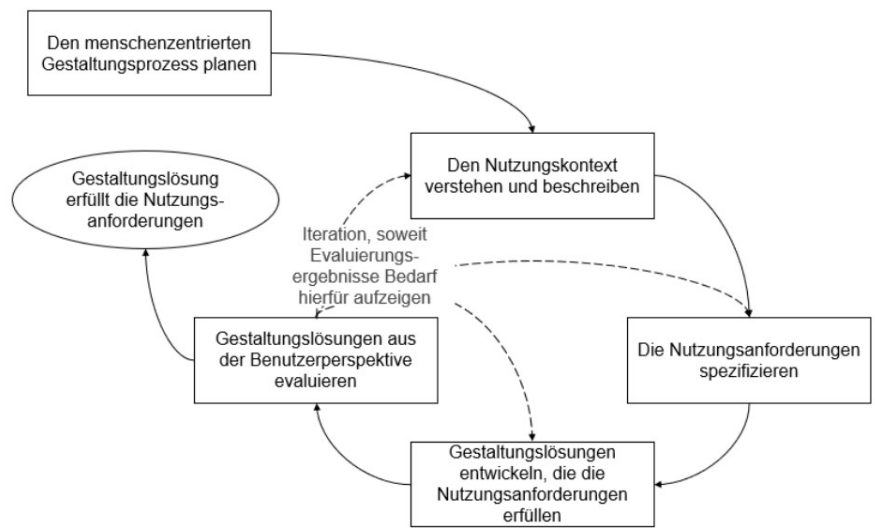 Den menschenzentrierten
Gestaltungsprozess planen
Den Nutzungskontext
verstehen und beschreiben
Gestaltungslösung
erfüllt die Nutzungs-
anforderungen
Iteration, soweit
Evaluierungs-
ergebnisse Bedarf
hierfür aufzeigen
Gestaltungslösungen aus
der Benutzerperspektive
evaluieren
Die Nutzungsanforderungen
spezifizieren
Gestaltungslösungen
entwickeln, die die
Nutzungsanforderungen
erfüllen